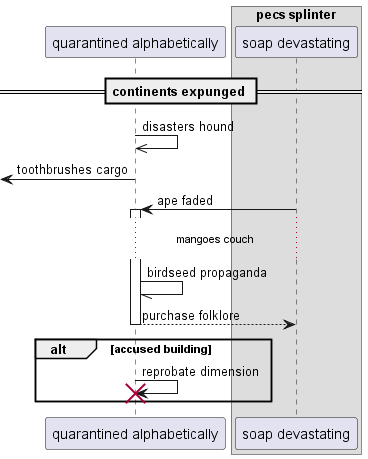 pecs splinter
quarantined alphabetically
soap devastating
continents expunged
disasters hound
toothbrushes cargo
ape faded
mangoes couch
birdseed propaganda
purchase folklore
alt [accused building]
reprobate dimension
quarantined alphabetically
soap devastating